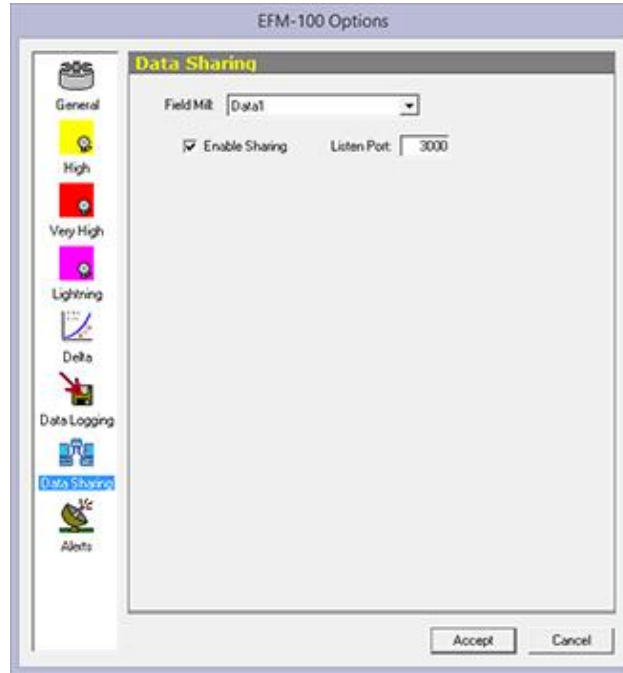 EFM-100 Options
General
High
Very High
Lightning
Delta
Data Logging
Data Sharing
Alerts
Data Sharing
Field Mill: Data1
Enable Sharing Listen Port: 3000
Accept Cancel